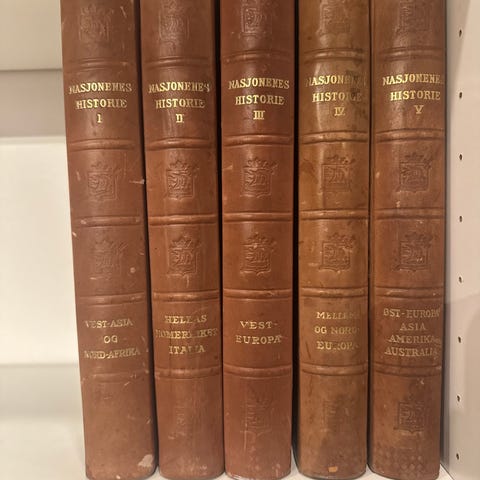 NASJONENES
HISTORIE
I
VEST-ASIA
OG
NORD-AFRIKA
NASJONENES
HISTORIE
II
HELLAS
ROMERRIKET
ITALIA
NASJONENES
HISTORIE
III
VEST-
EUROPA
NASJONENES
HISTORIE
IV
MELLEM-
OG NORD-
EUROPA
NASJONENES
HISTORIE
V
ØST-EUROPA
ASIA
AMERIKA
AUSTRALIA